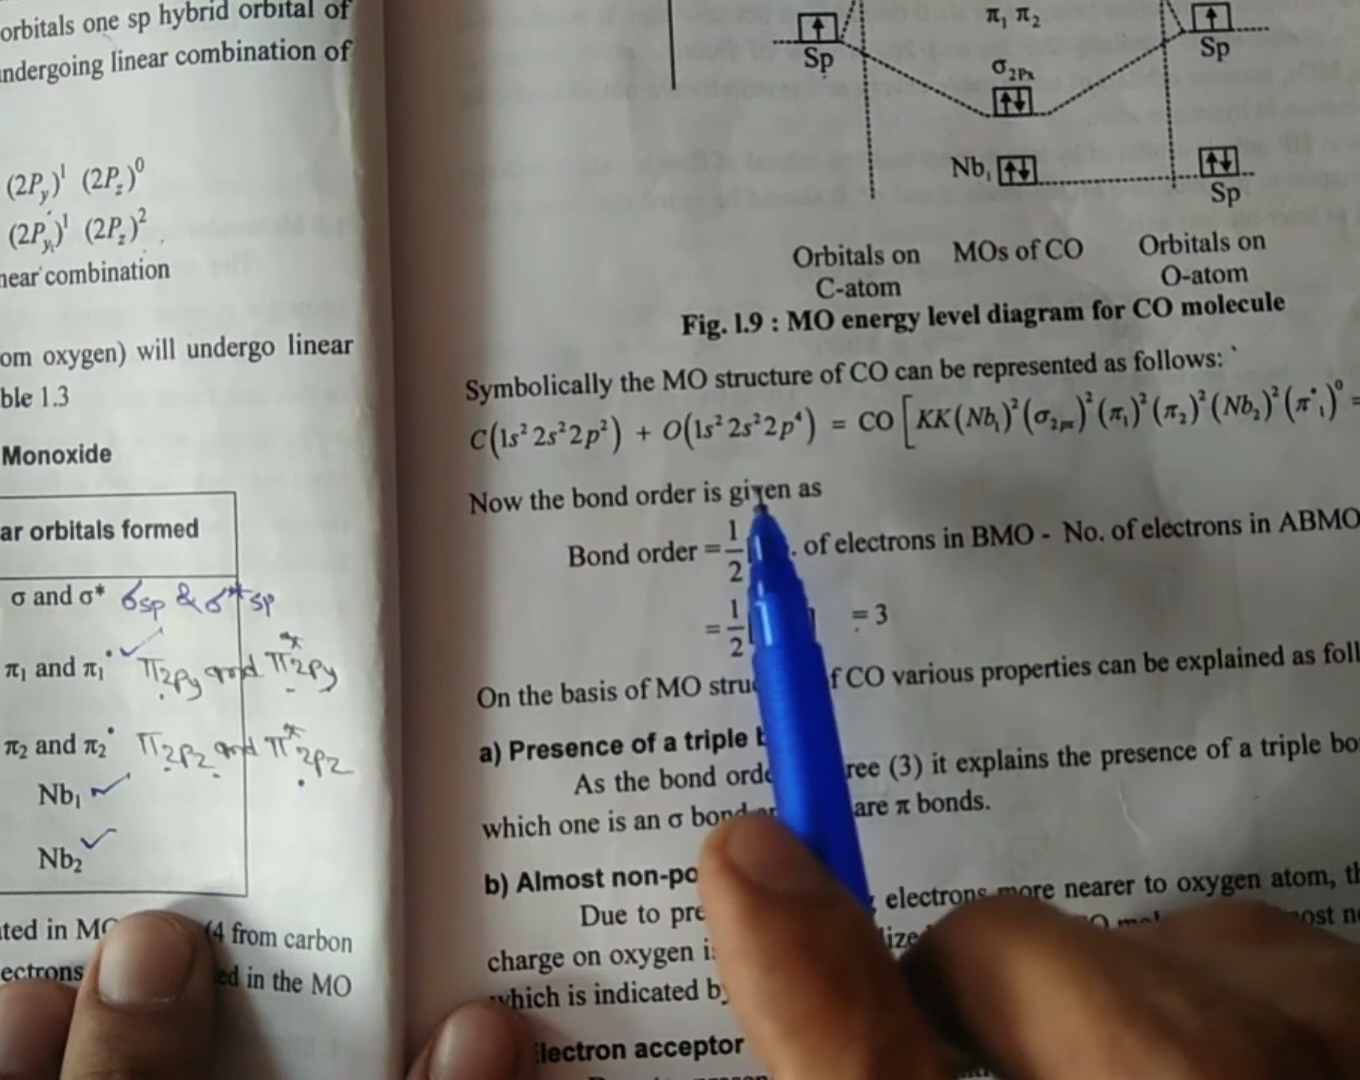 orbitals one sp hybrid orbital of
ndergoing linear combination of
(2P_y)^1 (2P_z)^0
(2P_y)^1 (2P_z)^2
near combination
om oxygen) will undergo linear
ble 1.3
Monoxide
ar orbitals formed
σ and σ* σsp & σ*sp
π₁ and π₁* π2py and π*2py
π₂ and π₂* π2pz and π*2pz
Nb₁
Nb₂
ted in MO (4 from carbon
ectrons ed in the MO
π₁ π₂
Sp Sp
σ2Px
Nb₁
Sp
Orbitals on MOs of CO Orbitals on
C-atom O-atom
Fig. 1.9 : MO energy level diagram for CO molecule
Symbolically the MO structure of CO can be represented as follows:
C(1s² 2s² 2p²) + O(1s² 2s² 2p⁴) = CO [KK(Nb₁)² (σ2px)² (π₁)² (π₂)² (Nb₂)² (π*₁)⁰ =
Now the bond order is given as
Bond order = 1/2 . of electrons in BMO - No. of electrons in ABMO
= 1/2 = 3
On the basis of MO stru f CO various properties can be explained as foll
a) Presence of a triple b
As the bond orde ree (3) it explains the presence of a triple bo
which one is an σ bond are π bonds.
b) Almost non-po
Due to pre electrons more nearer to oxygen atom, th
charge on oxygen i lize
which is indicated by
lectron acceptor